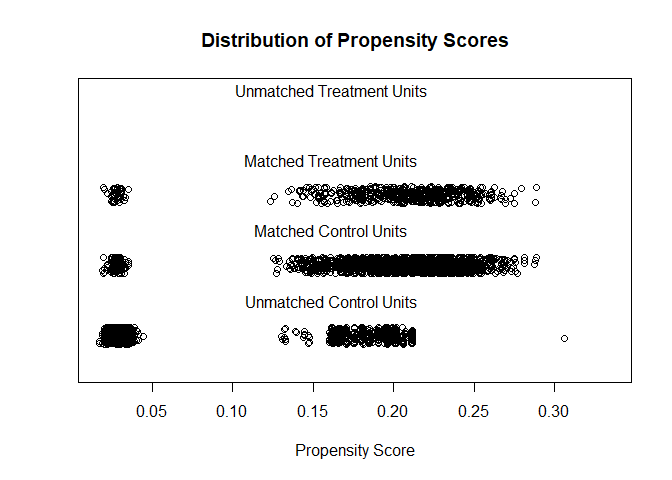 Distribution of Propensity Scores
Unmatched Treatment Units
Matched Treatment Units
Matched Control Units
Unmatched Control Units
0.05 0.10 0.15 0.20 0.25 0.30
Propensity Score